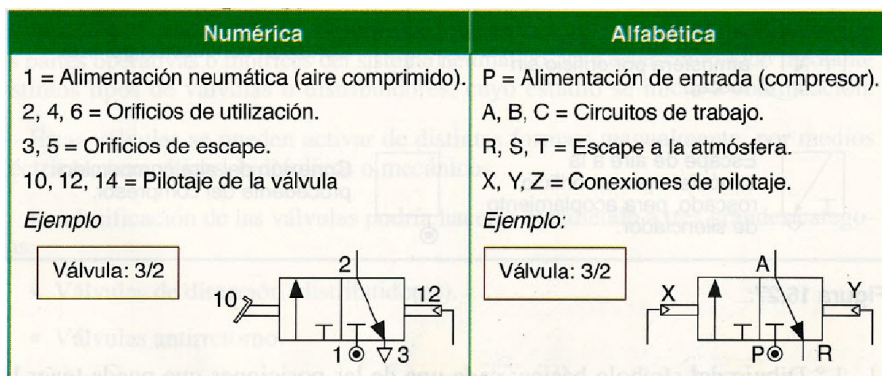 Numérica
1 = Alimentación neumática (aire comprimido).
2, 4, 6 = Orificios de utilización.
3, 5 = Orificios de escape.
10, 12, 14 = Pilotaje de la válvula
Ejemplo
Válvula: 3/2
2
10
12
1
3
Alfabética
P = Alimentación de entrada (compresor).
A, B, C = Circuitos de trabajo.
R, S, T = Escape a la atmósfera.
X, Y, Z = Conexiones de pilotaje.
Ejemplo:
Válvula: 3/2
A
X
Y
P
R